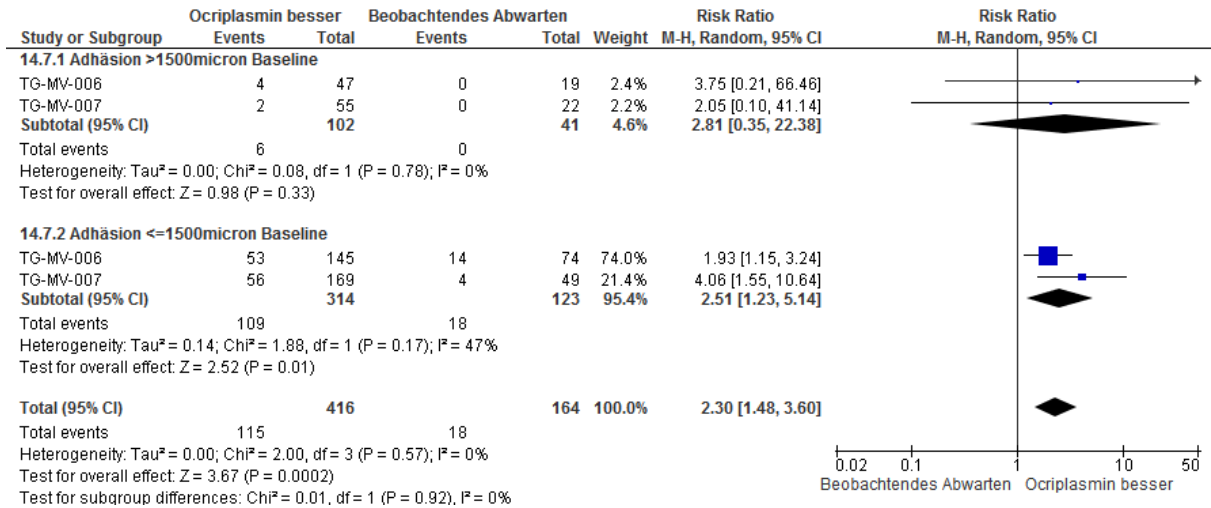 Ocriplasmin besser Beobachtendes Abwarten Risk Ratio Risk Ratio
Study or Subgroup Events Total Events Total Weight M-H, Random, 95% CI M-H, Random, 95% CI
14.7.1 Adhäsion >1500micron Baseline
TG-MV-006 4 47 0 19 2.4% 3.75 [0.21, 66.46]
TG-MV-007 2 55 0 22 2.2% 2.05 [0.10, 41.14]
Subtotal (95% CI) 102 41 4.6% 2.81 [0.35, 22.38]
Total events 6 0
Heterogeneity: Tau² = 0.00; Chi² = 0.08, df = 1 (P = 0.78); I² = 0%
Test for overall effect: Z = 0.98 (P = 0.33)
14.7.2 Adhäsion <=1500micron Baseline
TG-MV-006 53 145 14 74 74.0% 1.93 [1.15, 3.24]
TG-MV-007 56 169 4 49 21.4% 4.06 [1.55, 10.64]
Subtotal (95% CI) 314 123 95.4% 2.51 [1.23, 5.14]
Total events 109 18
Heterogeneity: Tau² = 0.14; Chi² = 1.88, df = 1 (P = 0.17); I² = 47%
Test for overall effect: Z = 2.52 (P = 0.01)
Total (95% CI) 416 164 100.0% 2.30 [1.48, 3.60]
Total events 115 18
Heterogeneity: Tau² = 0.00; Chi² = 2.00, df = 3 (P = 0.57); I² = 0%
Test for overall effect: Z = 3.67 (P = 0.0002)
Test for subgroup differences: Chi² = 0.01, df = 1 (P = 0.92), I² = 0%
0.02 0.1 1 10 50
Beobachtendes Abwarten Ocriplasmin besser